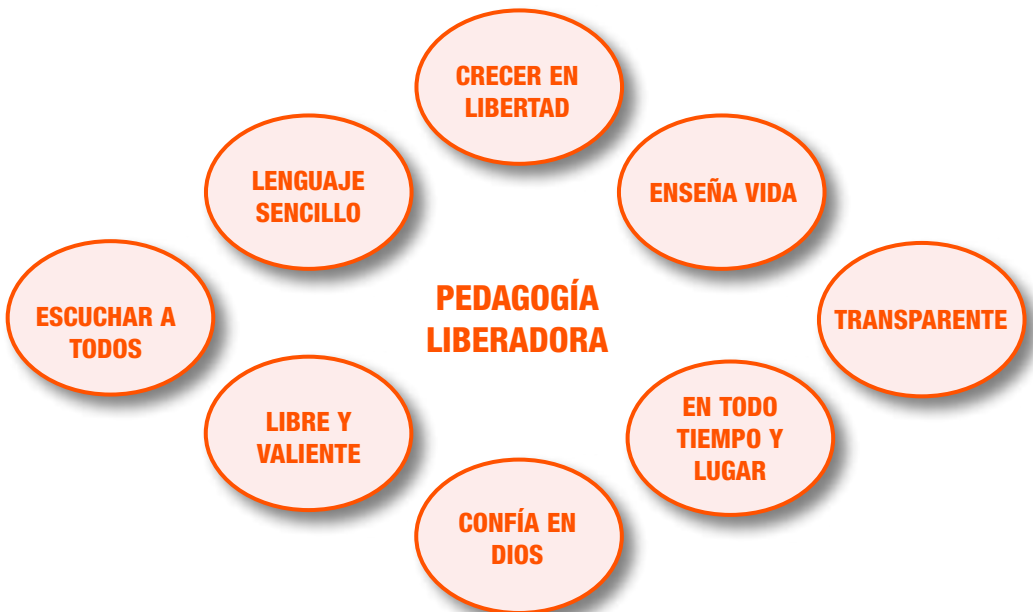 CRECER EN
LIBERTAD
LENGUAJE
SENCILLO
ENSEÑA VIDA
ESCUCHAR A
TODOS
PEDAGOGÍA
LIBERADORA
TRANSPARENTE
LIBRE Y
VALIENTE
EN TODO
TIEMPO Y
LUGAR
CONFÍA EN
DIOS